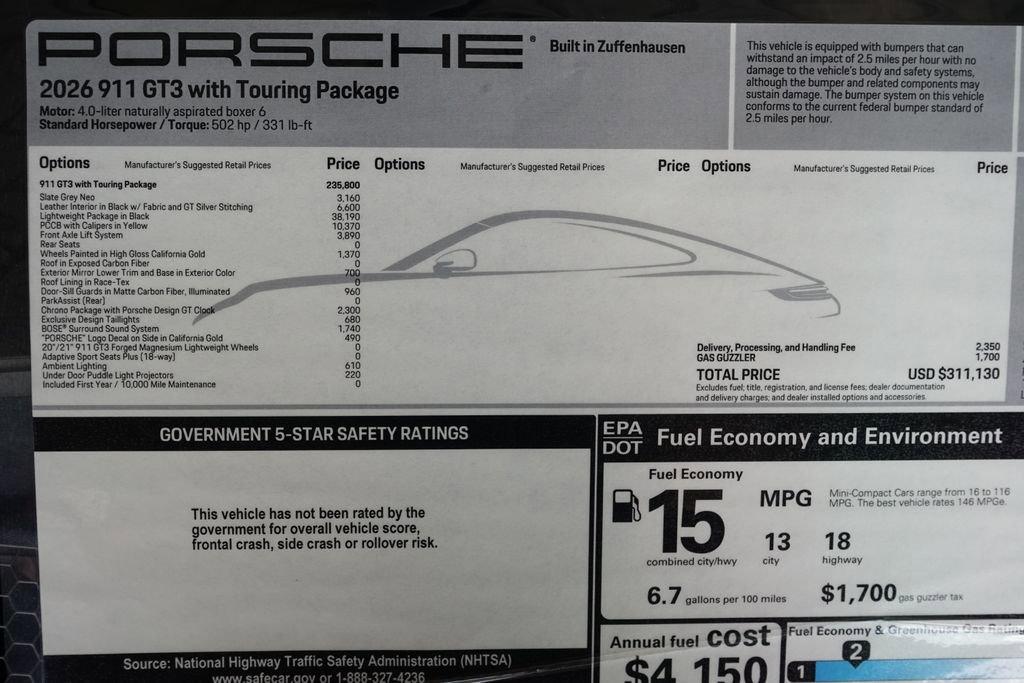 PORSCHE®
Built in Zuffenhausen
2026 911 GT3 with Touring Package
Motor: 4.0-liter naturally aspirated boxer 6
Standard Horsepower / Torque: 502 hp / 331 lb-ft
This vehicle is equipped with bumpers that can
withstand an impact of 2.5 miles per hour with no
damage to the vehicle's body and safety systems,
although the bumper and related components may
sustain damage. The bumper system on this vehicle
conforms to the current federal bumper standard of
2.5 miles per hour.
Options Manufacturer's Suggested Retail Prices Price Options Manufacturer's Suggested Retail Prices Price Options Manufacturer's Suggested Retail Prices Price
911 GT3 with Touring Package 235,800
Slate Grey Neo 3,160
Leather Interior in Black w/ Fabric and GT Silver Stitching 6,600
Lightweight Package in Black 38,190
PCCB with Calipers in Yellow 10,370
Front Axle Lift System 3,890
Rear Seats 0
Wheels Painted in High Gloss California Gold 1,370
Roof in Exposed Carbon Fiber 0
Exterior Mirror Lower Trim and Base in Exterior Color 700
Roof Lining in Race-Tex 0
Door-Sill Guards in Matte Carbon Fiber, Illuminated 960
ParkAssist (Rear) 0
Chrono Package with Porsche Design GT Clock 2,300
Exclusive Design Taillights 680
BOSE® Surround Sound System 1,740
"PORSCHE" Logo Decal on Side in California Gold 490
20"/21" 911 GT3 Forged Magnesium Lightweight Wheels 0
Adaptive Sport Seats Plus (18-way) 0
Ambient Lighting 610
Under Door Puddle Light Projectors 220
Included First Year / 10,000 Mile Maintenance 0
Delivery, Processing, and Handling Fee 2,350
GAS GUZZLER 1,700
TOTAL PRICE USD $311,130
Excludes fuel, title, registration, and license fees; dealer documentation
and delivery charges; and dealer installed options and accessories.
GOVERNMENT 5-STAR SAFETY RATINGS
This vehicle has not been rated by the
government for overall vehicle score,
frontal crash, side crash or rollover risk.
Source: National Highway Traffic Safety Administration (NHTSA)
www.safecar.gov or 1-888-327-4236
EPA
DOT
Fuel Economy and Environment
Fuel Economy
15
MPG
Mini-Compact Cars range from 16 to 116
MPG. The best vehicle rates 146 MPGe.
13 18
combined city/hwy city highway
6.7 gallons per 100 miles
$1,700 gas guzzler tax
Annual fuel cost
$4,150
Fuel Economy & Greenhouse Gas Rating
2
1